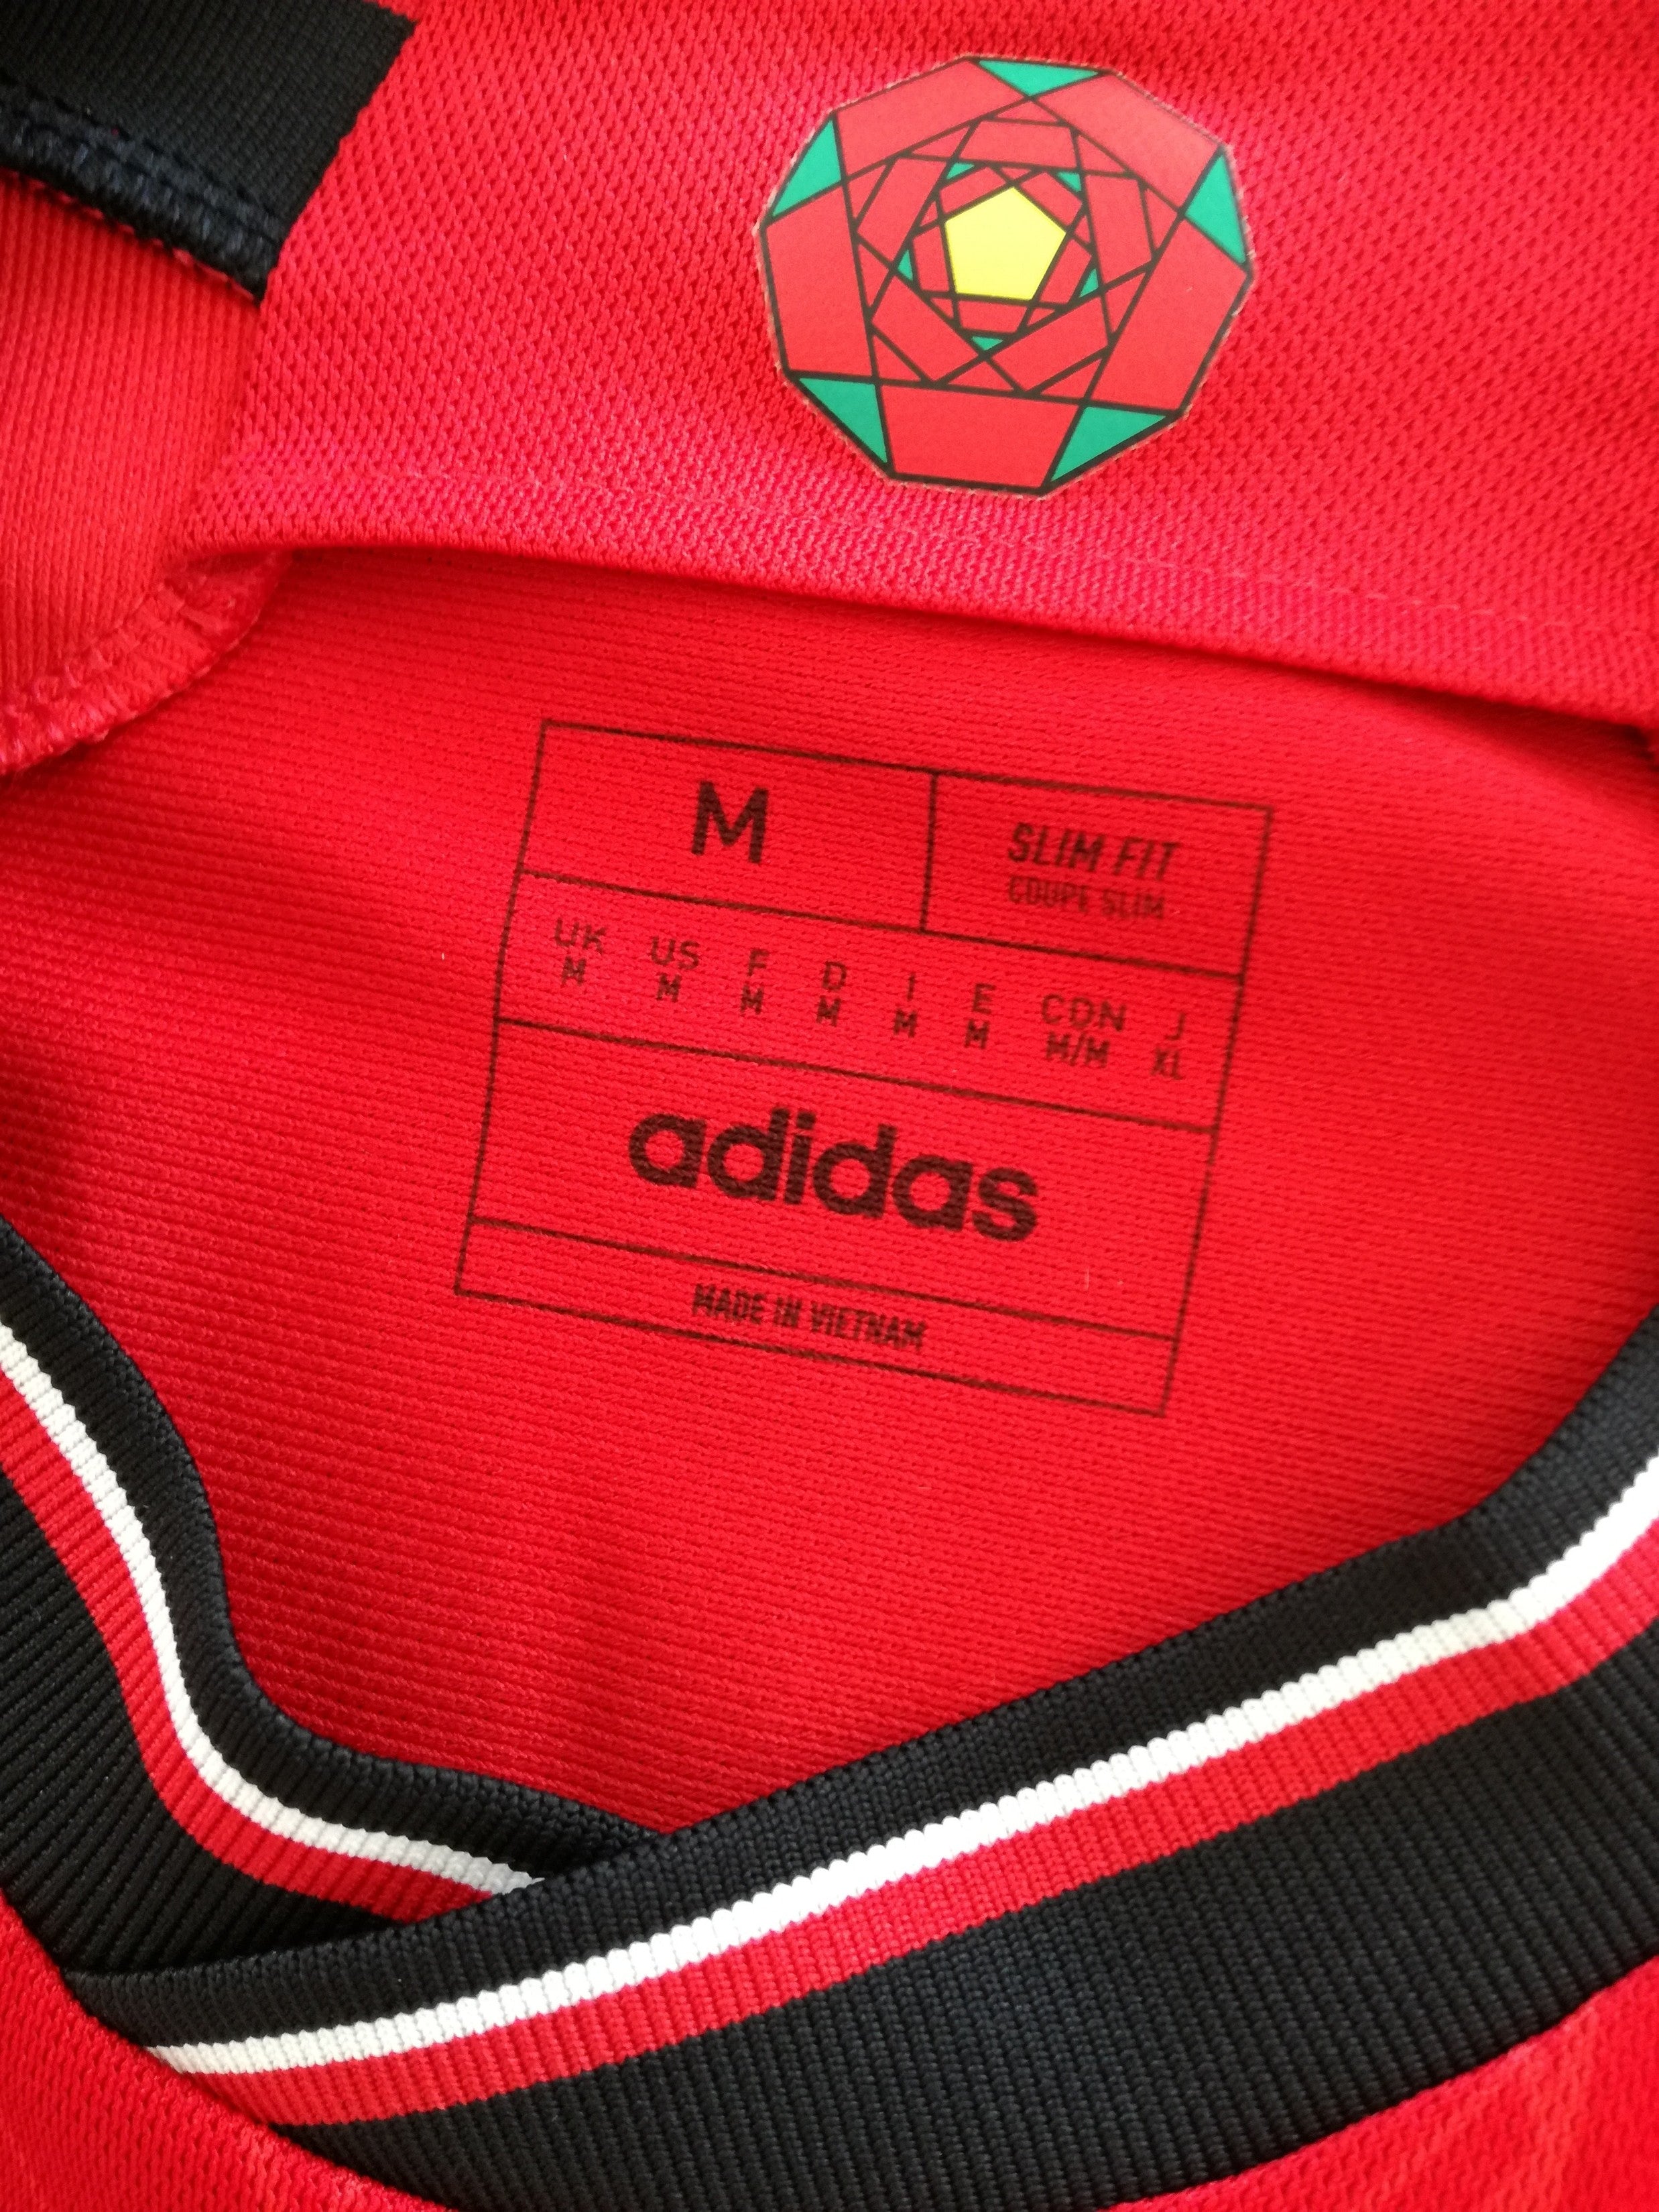 M
SLIM FIT
COUPE SLIM
UK US F D I E CDN J
M M M M M M M/M XL
adidas
MADE IN VIETNAM